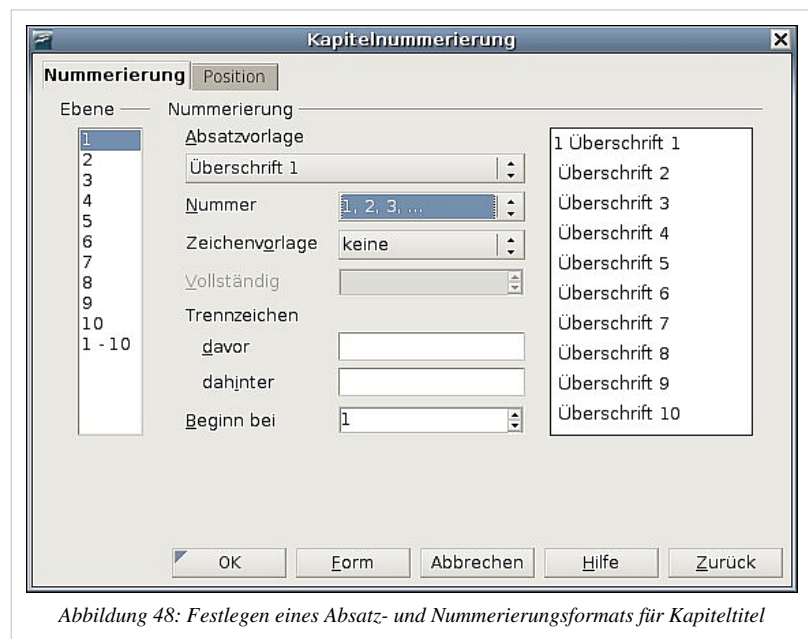 Kapitelnummerierung
Nummerierung Position
Ebene
1
2
3
4
5
6
7
8
9
10
1 - 10
Nummerierung
Absatzvorlage
Überschrift 1
Nummer 1, 2, 3, ...
Zeichenvorlage keine
Vollständig
Trennzeichen
davor
dahinter
Beginn bei 1
1 Überschrift 1
Überschrift 2
Überschrift 3
Überschrift 4
Überschrift 5
Überschrift 6
Überschrift 7
Überschrift 8
Überschrift 9
Überschrift 10
OK Form Abbrechen Hilfe Zurück
Abbildung 48: Festlegen eines Absatz- und Nummerierungsformats für Kapiteltitel